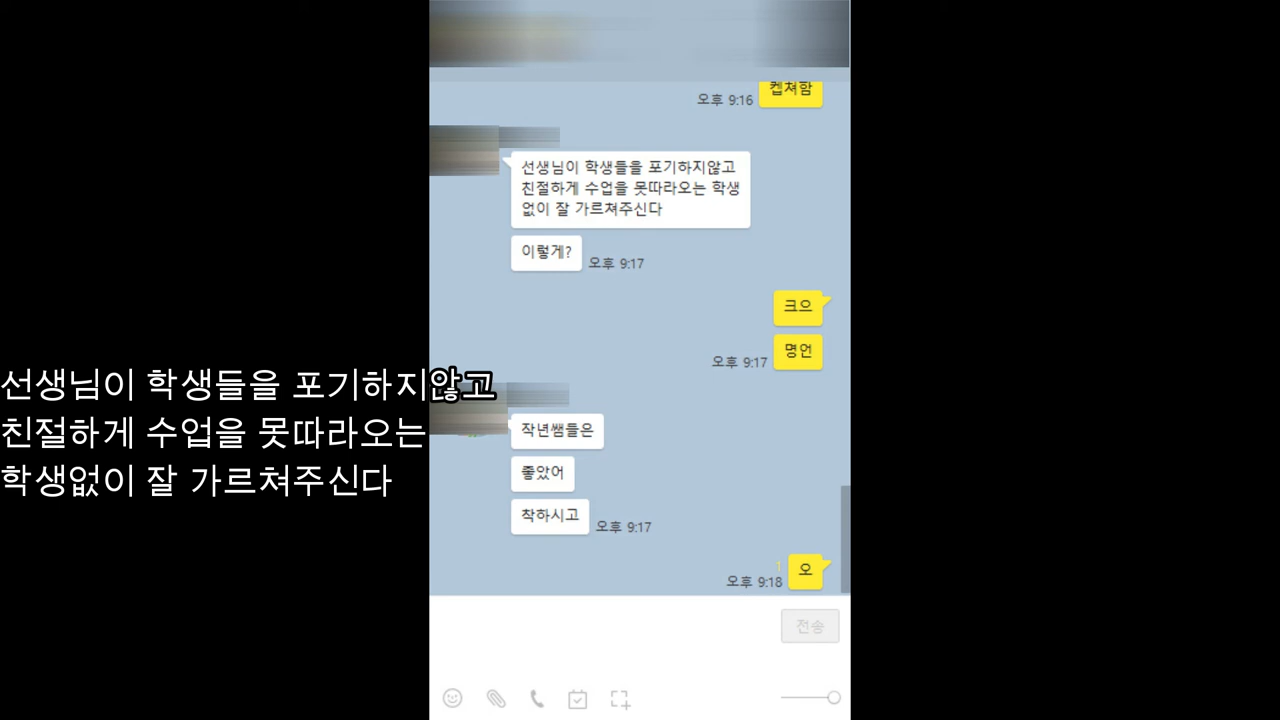 켑쳐함
오후 9:16
선생님이 학생들을 포기하지않고
친절하게 수업을 못따라오는 학생
없이 잘 가르쳐주신다
이렇게?
오후 9:17
크으
명언
오후 9:17
선생님이 학생들을 포기하지않고
친절하게 수업을 못따라오는
학생없이 잘 가르쳐주신다
작년쌤들은
좋았어
착하시고
오후 9:17
1
오
오후 9:18
전송